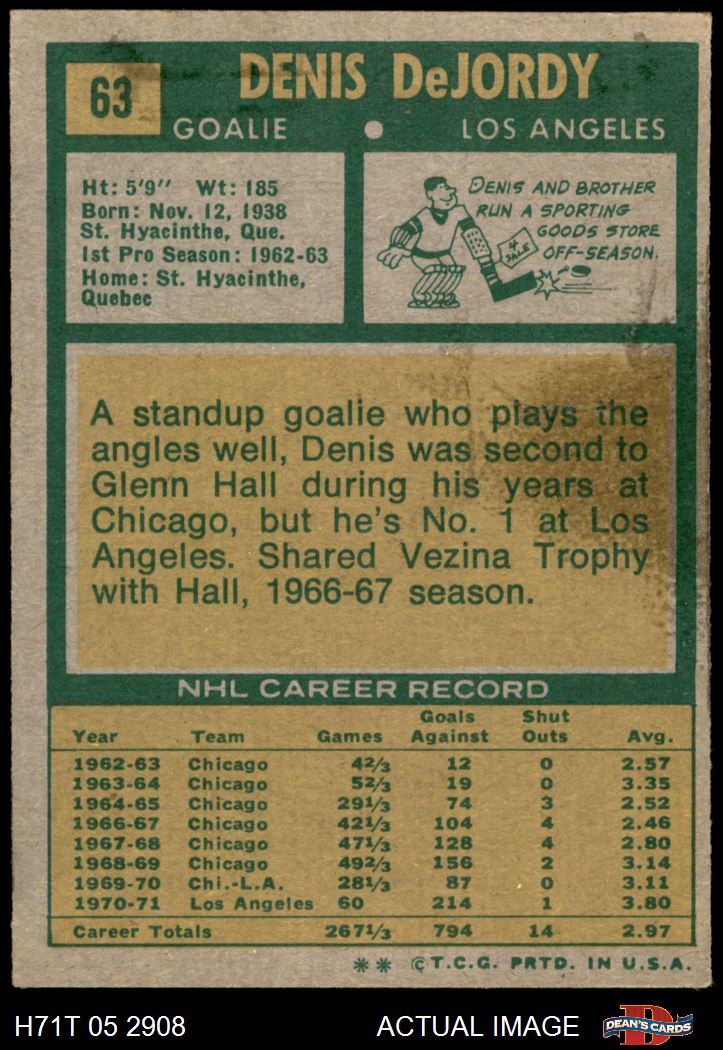 63
DENIS DeJORDY
GOALIE • LOS ANGELES
Ht: 5'9" Wt: 185
Born: Nov. 12, 1938
St. Hyacinthe, Que.
1st Pro Season: 1962-63
Home: St. Hyacinthe,
Quebec
DENIS AND BROTHER
RUN A SPORTING
GOODS STORE
OFF-SEASON.
4
SALE
A standup goalie who plays the
angles well, Denis was second to
Glenn Hall during his years at
Chicago, but he's No. 1 at Los
Angeles. Shared Vezina Trophy
with Hall, 1966-67 season.
NHL CAREER RECORD
Year Team Games Goals Against Shut Outs Avg.
1962-63 Chicago 42/3 12 0 2.57
1963-64 Chicago 52/3 19 0 3.35
1964-65 Chicago 291/3 74 3 2.52
1966-67 Chicago 421/3 104 4 2.46
1967-68 Chicago 471/3 128 4 2.80
1968-69 Chicago 492/3 156 2 3.14
1969-70 Chi.-L.A. 281/3 87 0 3.11
1970-71 Los Angeles 60 214 1 3.80
Career Totals 2671/3 794 14 2.97
** ©T.C.G. PRTD. IN U.S.A.
H71T 05 2908 ACTUAL IMAGE
D
DEAN'S CARDS